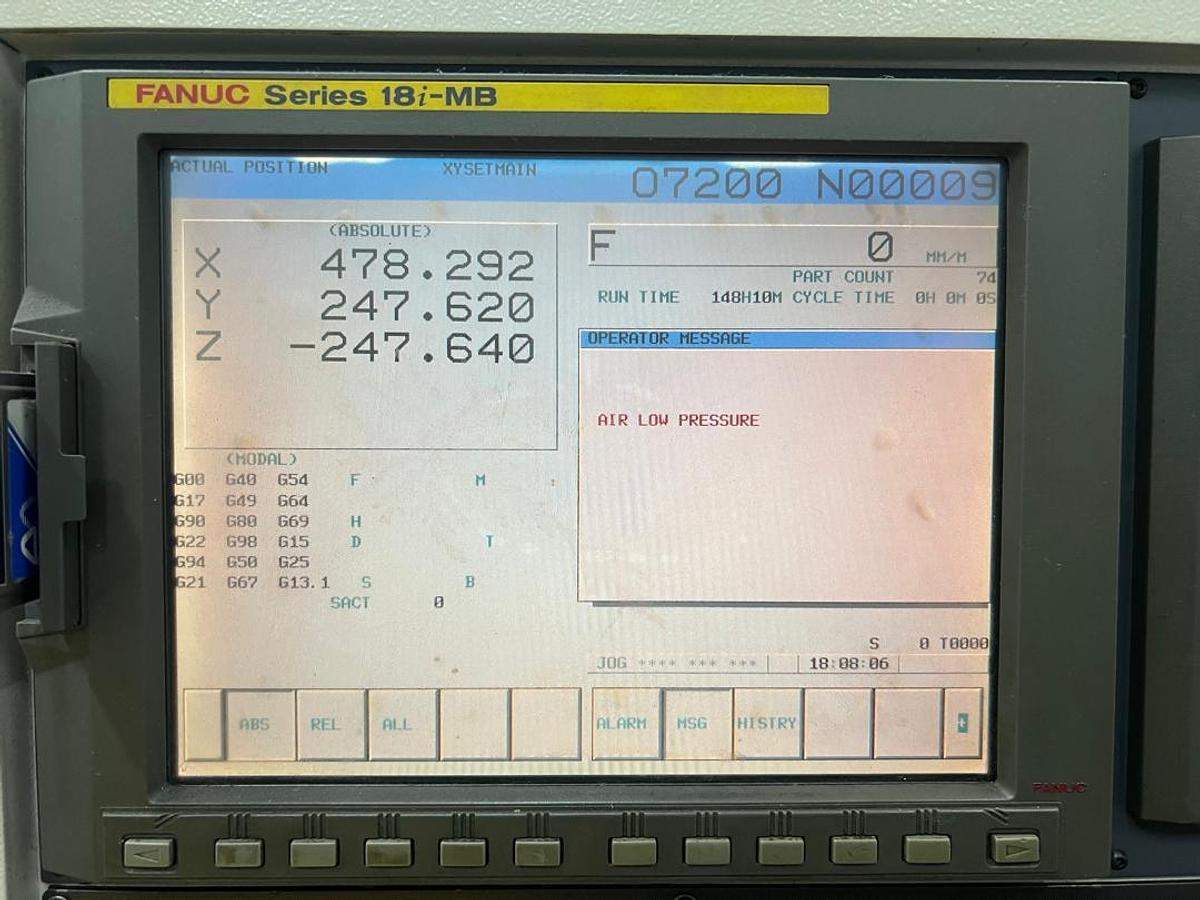 FANUC Series 18i-MB
ACTUAL POSITION XYSETMAIN O7200 N00009
(ABSOLUTE)
X 478.292
Y 247.620
Z -247.640
F 0 MM/M
PART COUNT 74
RUN TIME 148H10M CYCLE TIME 0H 0M 0S
OPERATOR MESSAGE
AIR LOW PRESSURE
(MODAL)
G00 G40 G54 F M
G17 G49 G64
G90 G80 G69 H
G22 G98 G15 D T
G94 G50 G25
G21 G67 G13.1 S B
SACT 0
S 0 T0000
JOG **** *** *** 18:08:06
ABS REL ALL ALARM MSG HISTRY +
FANUC